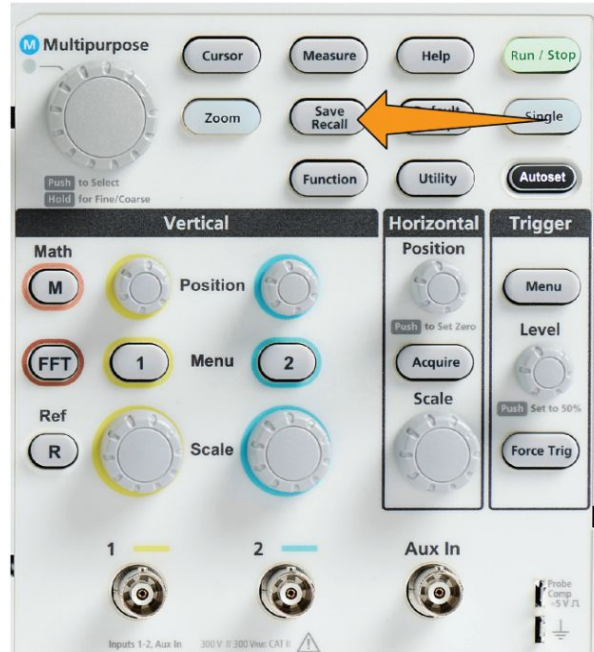 M Multipurpose
Cursor
Measure
Help
Run / Stop
Zoom
Save
Recall
Single
Push to Select
Hold for Fine/Coarse
Function
Utility
Autoset
Vertical
Horizontal
Trigger
Math
M
Position
Position
Push to Set Zero
Menu
FFT
1
Menu
2
Acquire
Level
Push Set to 50%
Ref
R
Scale
Scale
Force Trig
1
2
Aux In
Inputs 1-2, Aux In
300 V
300 VRMS CAT II
Probe
Comp
~5 V